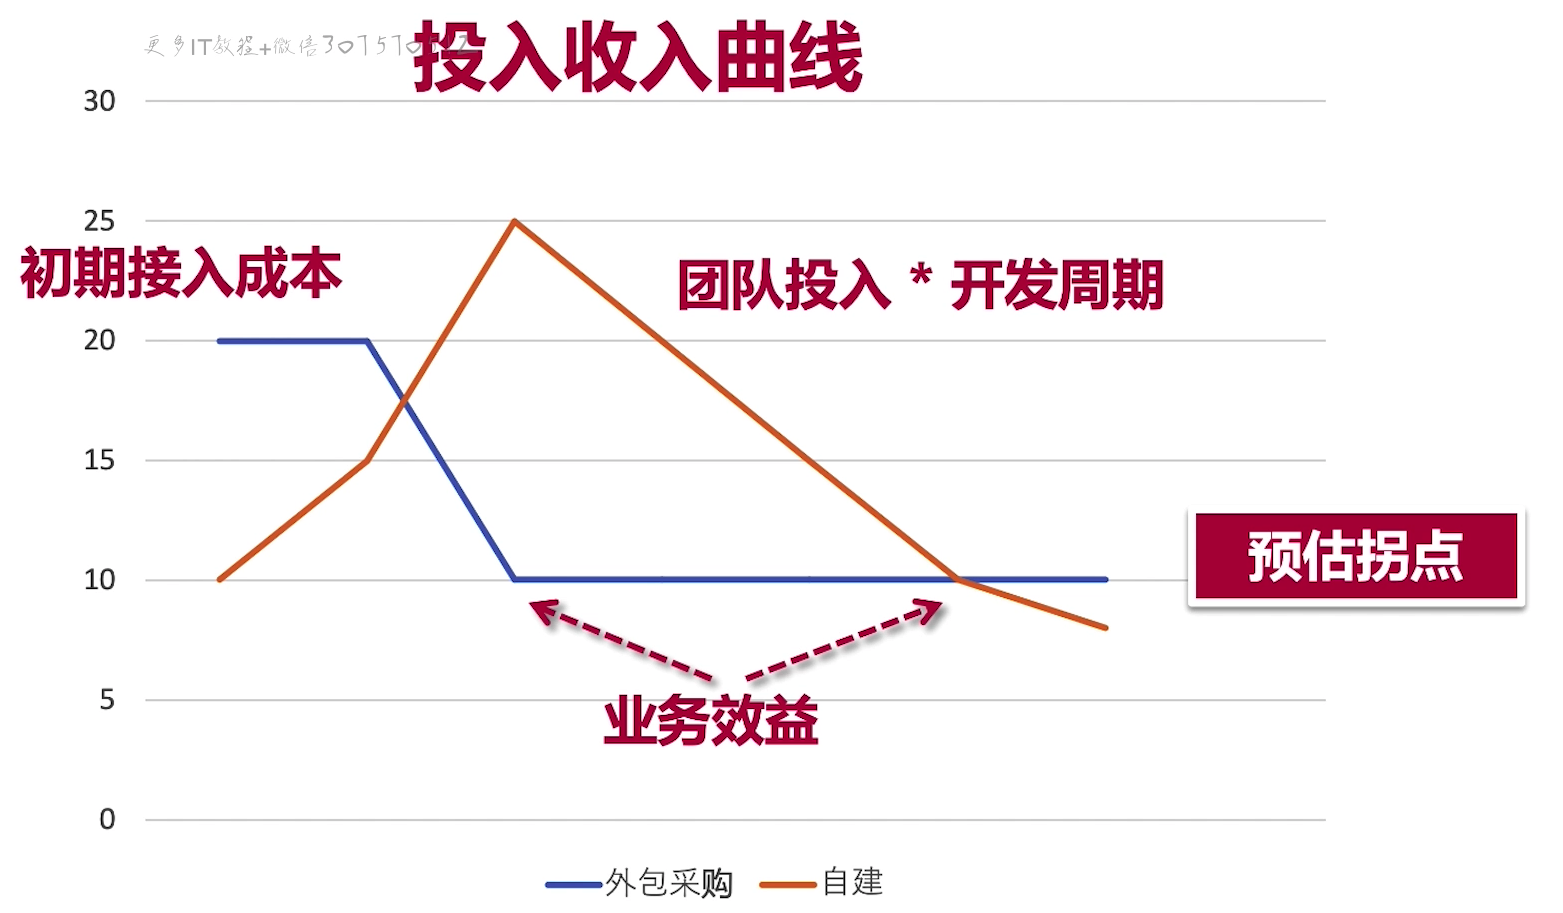 更多IT教程+微信307570
投入收入曲线
30
25
初期接入成本
团队投入 * 开发周期
20
15
预估拐点
10
业务效益
5
0
外包采购 自建